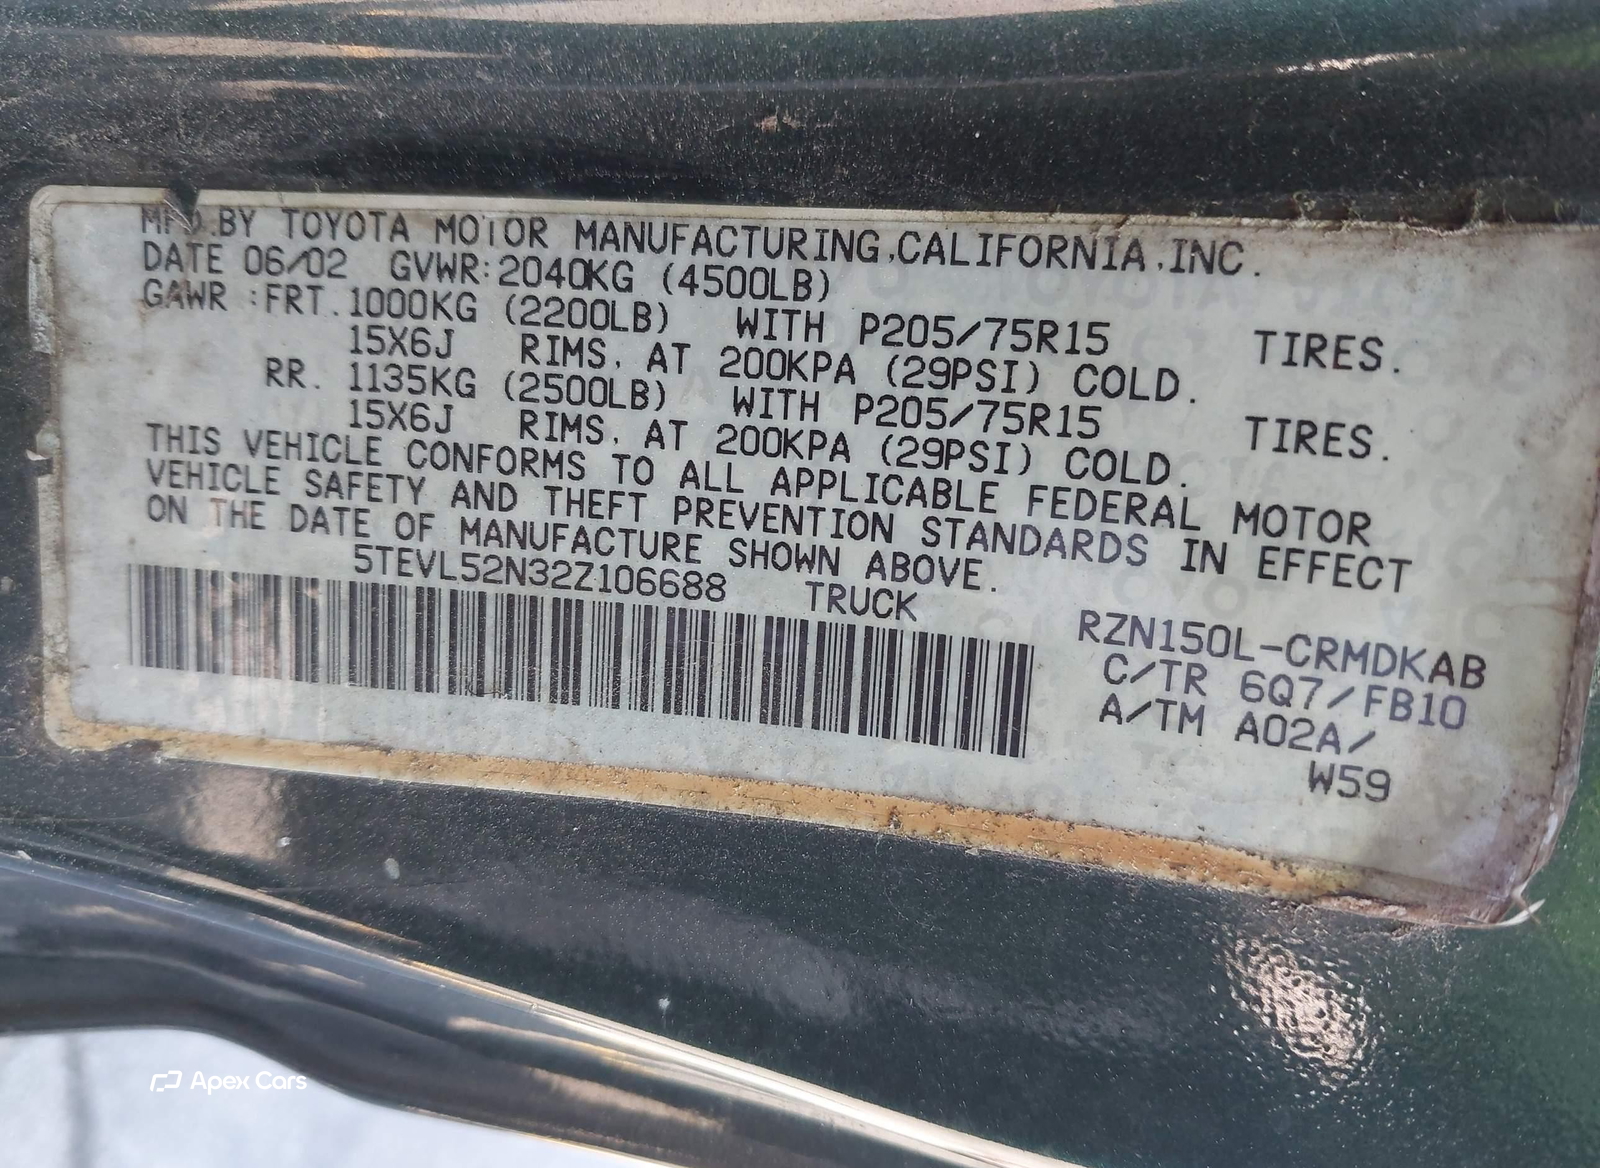 MFD.BY TOYOTA MOTOR MANUFACTURING,CALIFORNIA,INC.
DATE 06/02 GVWR:2040KG (4500LB)
GAWR :FRT.1000KG (2200LB) WITH P205/75R15 TIRES.
15X6J RIMS, AT 200KPA (29PSI) COLD.
RR. 1135KG (2500LB) WITH P205/75R15 TIRES.
15X6J RIMS, AT 200KPA (29PSI) COLD.
THIS VEHICLE CONFORMS TO ALL APPLICABLE FEDERAL MOTOR
VEHICLE SAFETY AND THEFT PREVENTION STANDARDS IN EFFECT
ON THE DATE OF MANUFACTURE SHOWN ABOVE.
5TEVL52N32Z106688 TRUCK
RZN150L-CRMDKAB
C/TR 6Q7/FB10
A/TM A02A/
W59
Apex Cars